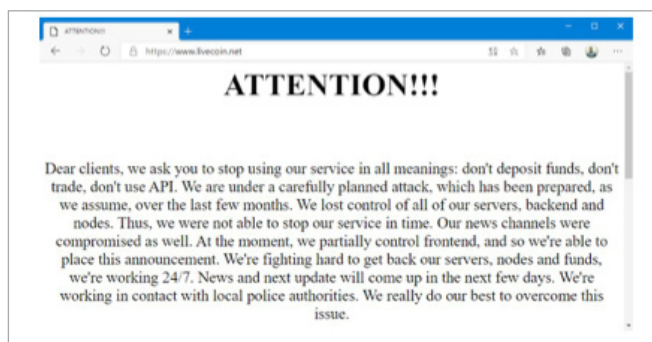 ATTENTION!!!
https://www.livecoin.net
ATTENTION!!!
Dear clients, we ask you to stop using our service in all meanings: don't deposit funds, don't
trade, don't use API. We are under a carefully planned attack, which has been prepared, as
we assume, over the last few months. We lost control of all of our servers, backend and
nodes. Thus, we were not able to stop our service in time. Our news channels were
compromised as well. At the moment, we partially control frontend, and so we're able to
place this announcement. We're fighting hard to get back our servers, nodes and funds,
we're working 24/7. News and next update will come up in the next few days. We're
working in contact with local police authorities. We really do our best to overcome this
issue.